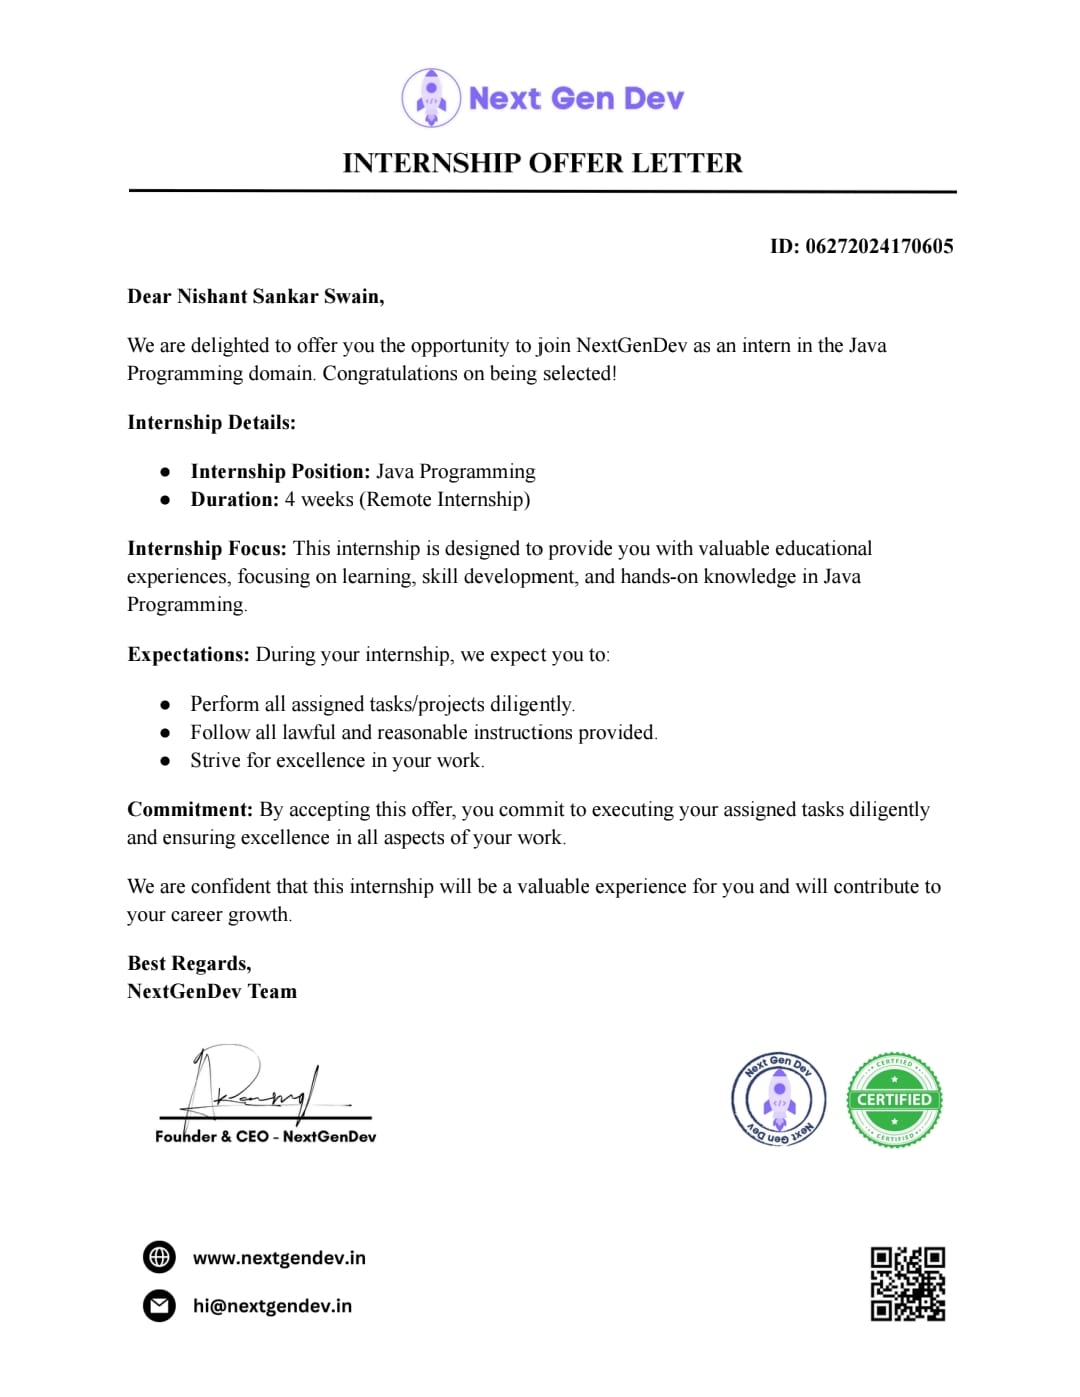 Next Gen Dev
INTERNSHIP OFFER LETTER
ID: 06272024170605
Dear Nishant Sankar Swain,
We are delighted to offer you the opportunity to join NextGenDev as an intern in the Java
Programming domain. Congratulations on being selected!
Internship Details:
● Internship Position: Java Programming
● Duration: 4 weeks (Remote Internship)
Internship Focus: This internship is designed to provide you with valuable educational
experiences, focusing on learning, skill development, and hands-on knowledge in Java
Programming.
Expectations: During your internship, we expect you to:
● Perform all assigned tasks/projects diligently.
● Follow all lawful and reasonable instructions provided.
● Strive for excellence in your work.
Commitment: By accepting this offer, you commit to executing your assigned tasks diligently
and ensuring excellence in all aspects of your work.
We are confident that this internship will be a valuable experience for you and will contribute to
your career growth.
Best Regards,
NextGenDev Team
Founder & CEO - NextGenDev
Next Gen Dev
</>
Next Gen Dev
CERTIFIED
CERTIFIED
CERTIFIED
www.nextgendev.in
hi@nextgendev.in